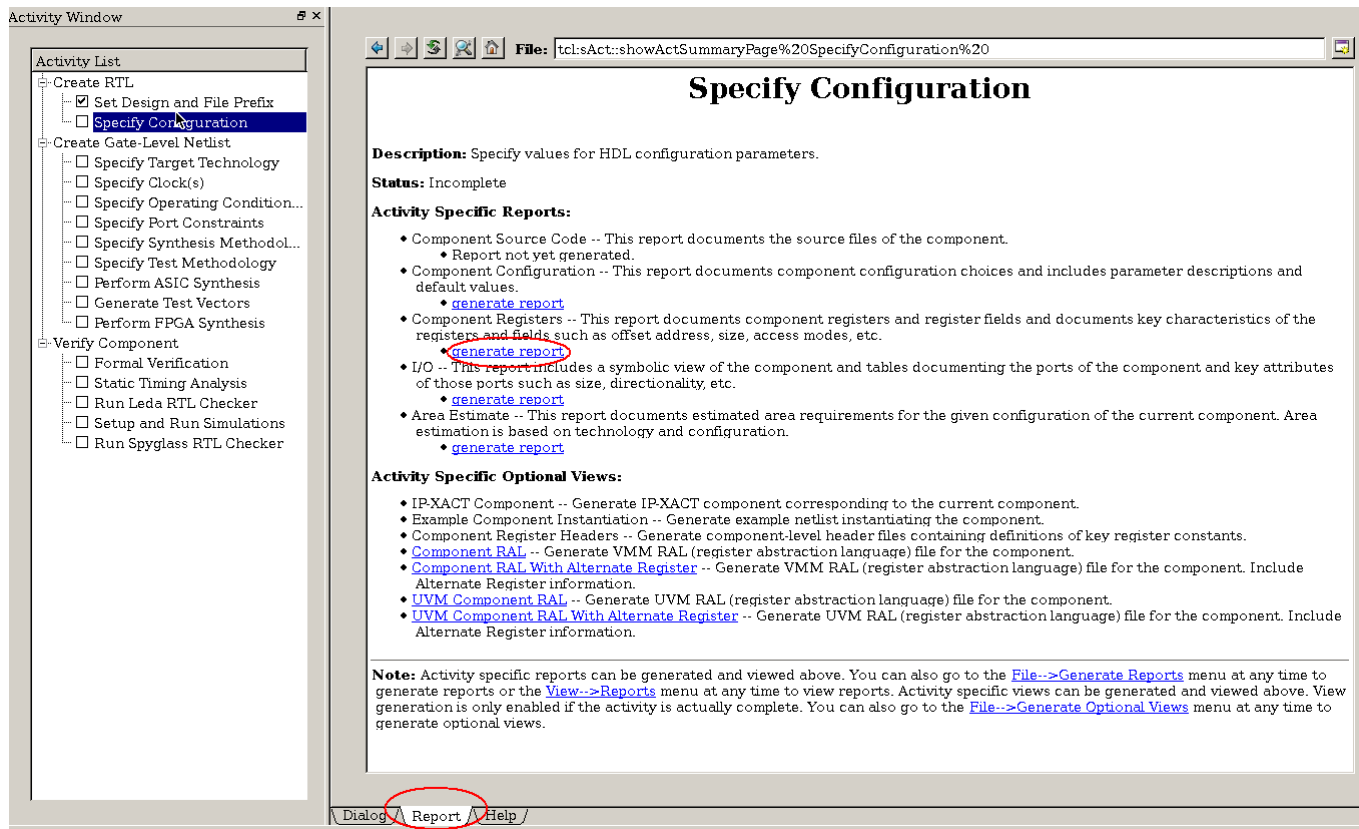 Activity Window
Activity List
Create RTL
Set Design and File Prefix
Specify Configuration
Create Gate-Level Netlist
Specify Target Technology
Specify Clock(s)
Specify Operating Condition...
Specify Port Constraints
Specify Synthesis Methodol...
Specify Test Methodology
Perform ASIC Synthesis
Generate Test Vectors
Perform FPGA Synthesis
Verify Component
Formal Verification
Static Timing Analysis
Run Leda RTL Checker
Setup and Run Simulations
Run Spyglass RTL Checker
File: tcl:sAct::showActSummaryPage%20SpecifyConfiguration%20
Specify Configuration
Description: Specify values for HDL configuration parameters.
Status: Incomplete
Activity Specific Reports:
Component Source Code -- This report documents the source files of the component.
Report not yet generated.
Component Configuration -- This report documents component configuration choices and includes parameter descriptions and
default values.
generate report
Component Registers -- This report documents component registers and register fields and documents key characteristics of the
registers and fields such as offset address, size, access modes, etc.
generate report
I/O -- This report includes a symbolic view of the component and tables documenting the ports of the component and key attributes
of those ports such as size, directionality, etc.
generate report
Area Estimate -- This report documents estimated area requirements for the given configuration of the current component. Area
estimation is based on technology and configuration.
generate report
Activity Specific Optional Views:
IP-XACT Component -- Generate IP-XACT component corresponding to the current component.
Example Component Instantiation -- Generate example netlist instantiating the component.
Component Register Headers -- Generate component-level header files containing definitions of key register constants.
Component RAL -- Generate VMM RAL (register abstraction language) file for the component.
Component RAL With Alternate Register -- Generate VMM RAL (register abstraction language) file for the component. Include
Alternate Register information.
UVM Component RAL -- Generate UVM RAL (register abstraction language) file for the component.
UVM Component RAL With Alternate Register -- Generate UVM RAL (register abstraction language) file for the component. Include
Alternate Register information.
Note: Activity specific reports can be generated and viewed above. You can also go to the File-->Generate Reports menu at any time to
generate reports or the View-->Reports menu at any time to view reports. Activity specific views can be generated and viewed above. View
generation is only enabled if the activity is actually complete. You can also go to the File-->Generate Optional Views menu at any time to
generate optional views.
Dialog Report Help